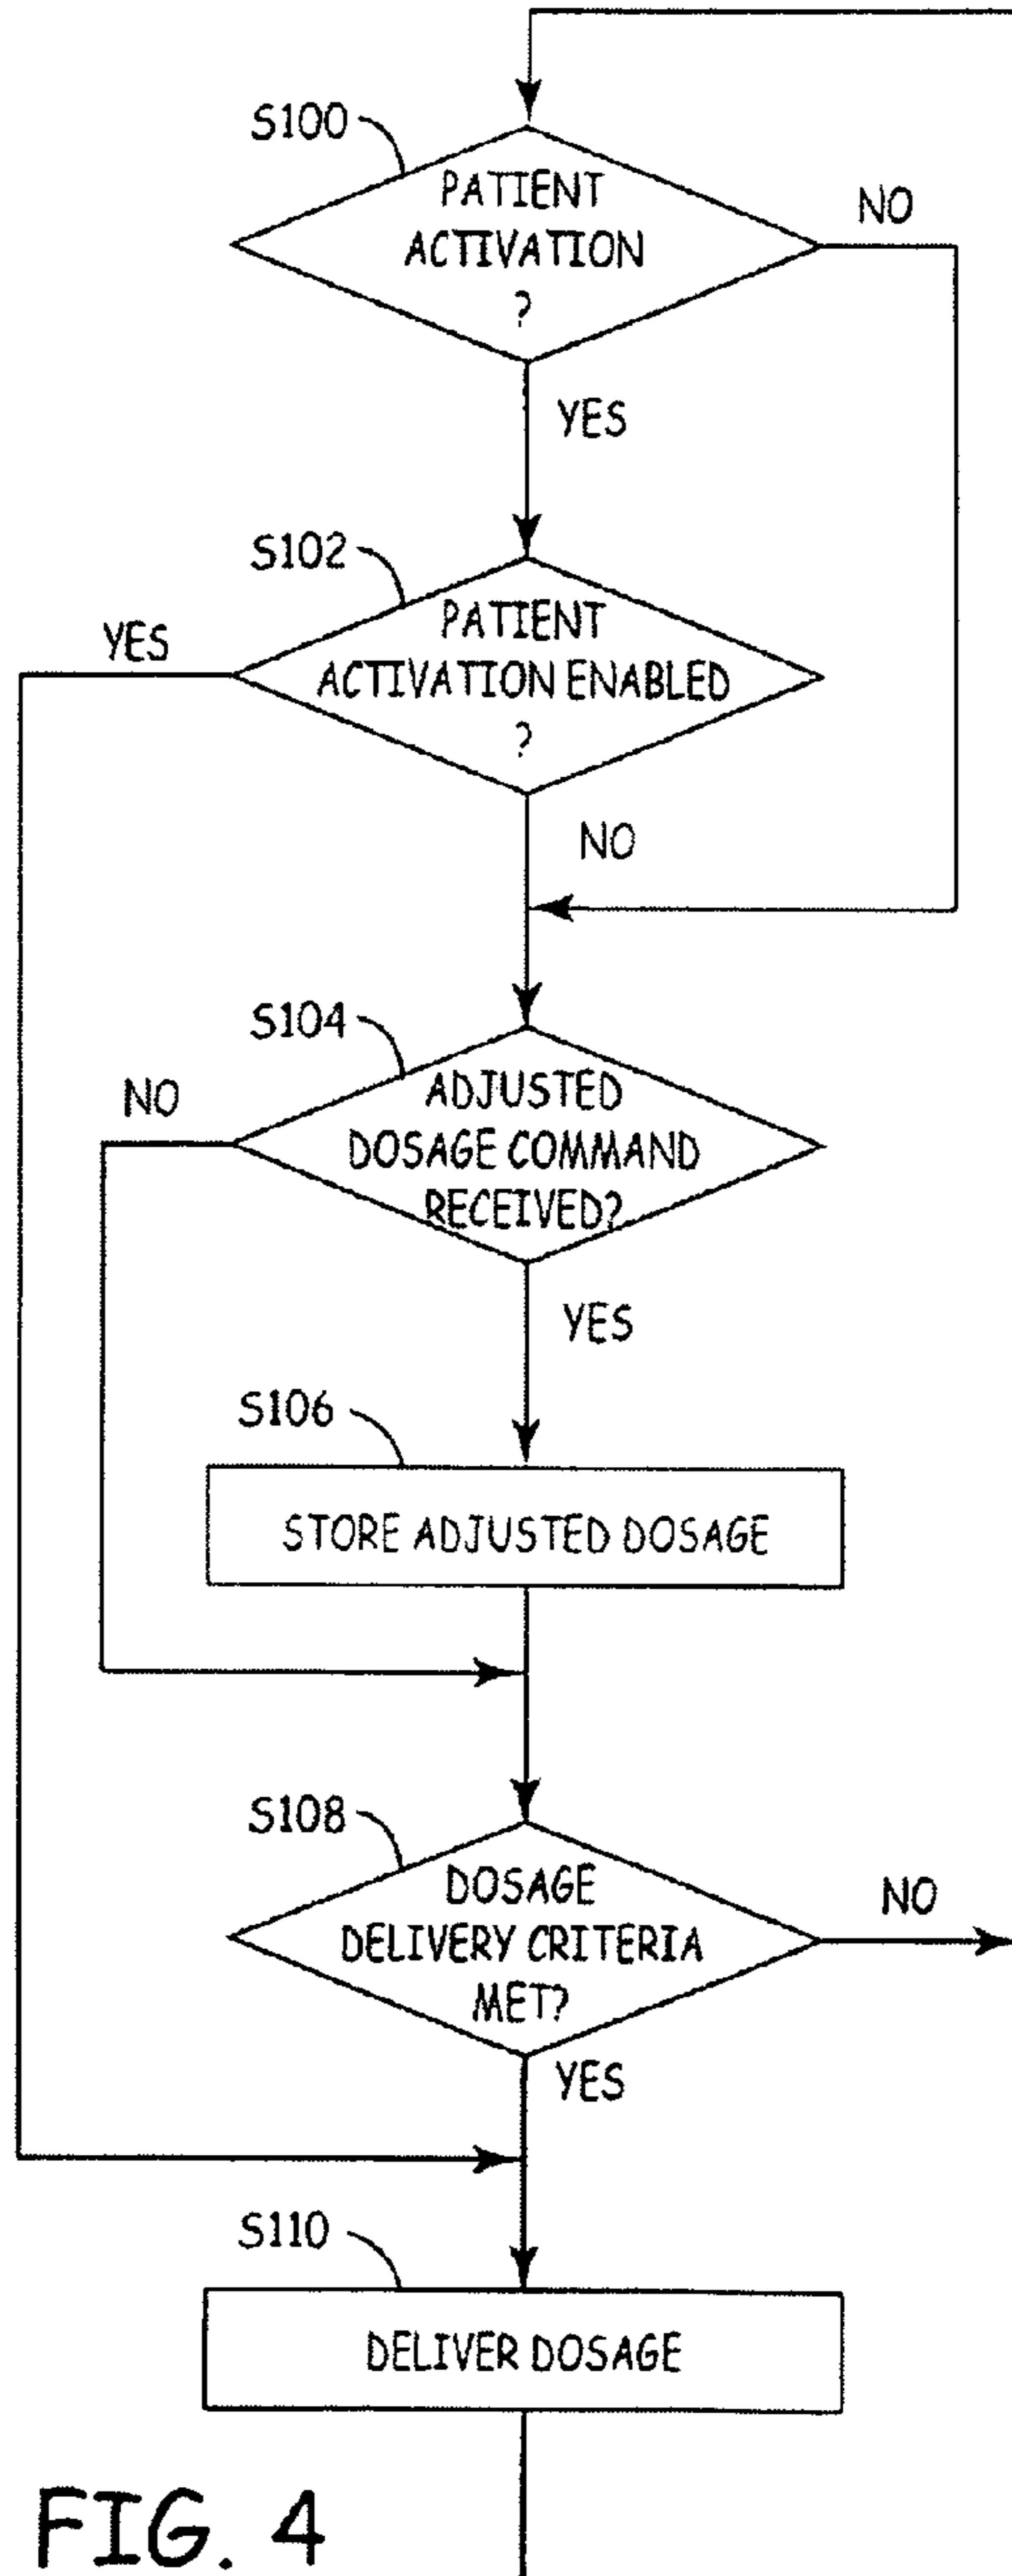 S100
PATIENT
ACTIVATION
?
NO
YES
S102
YES
PATIENT
ACTIVATION ENABLED
?
NO
S104
NO
ADJUSTED
DOSAGE COMMAND
RECEIVED?
YES
S106
STORE ADJUSTED DOSAGE
S108
DOSAGE
DELIVERY CRITERIA
MET?
NO
YES
S110
DELIVER DOSAGE
FIG. 4